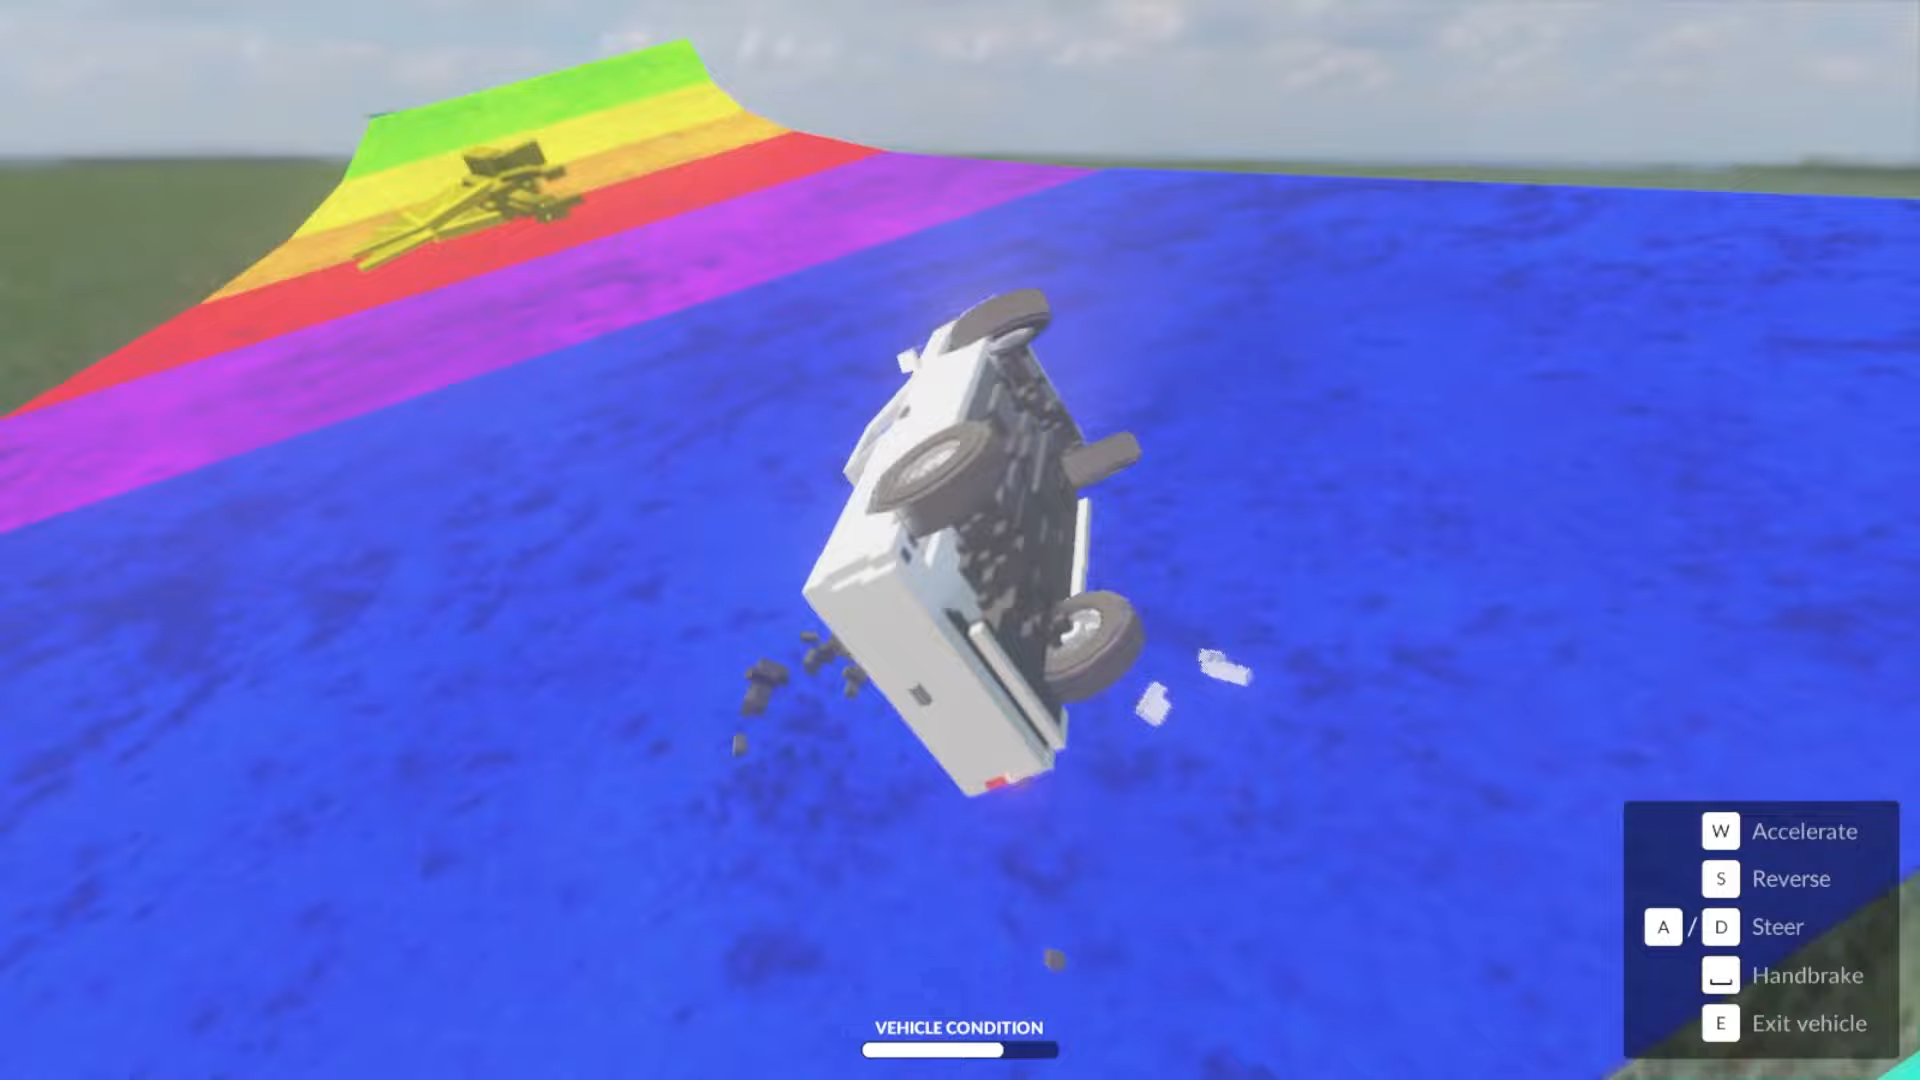 W Accelerate
S Reverse
A / D Steer
Handbrake
E Exit vehicle
VEHICLE CONDITION